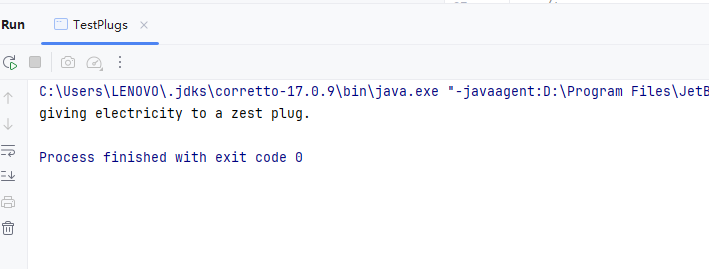 Run
TestPlugs
C:\Users\LENOVO\.jdks\corretto-17.0.9\bin\java.exe "-javaagent:D:\Program Files\JetB
giving electricity to a zest plug.
Process finished with exit code 0